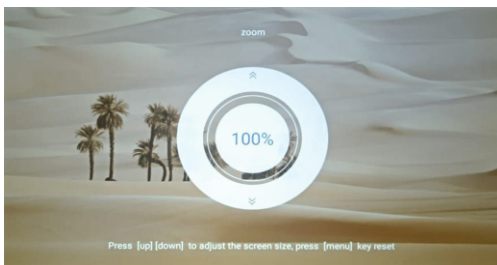 zoom
100%
Press [up] [down] to adjust the screen size, press [menu] key reset